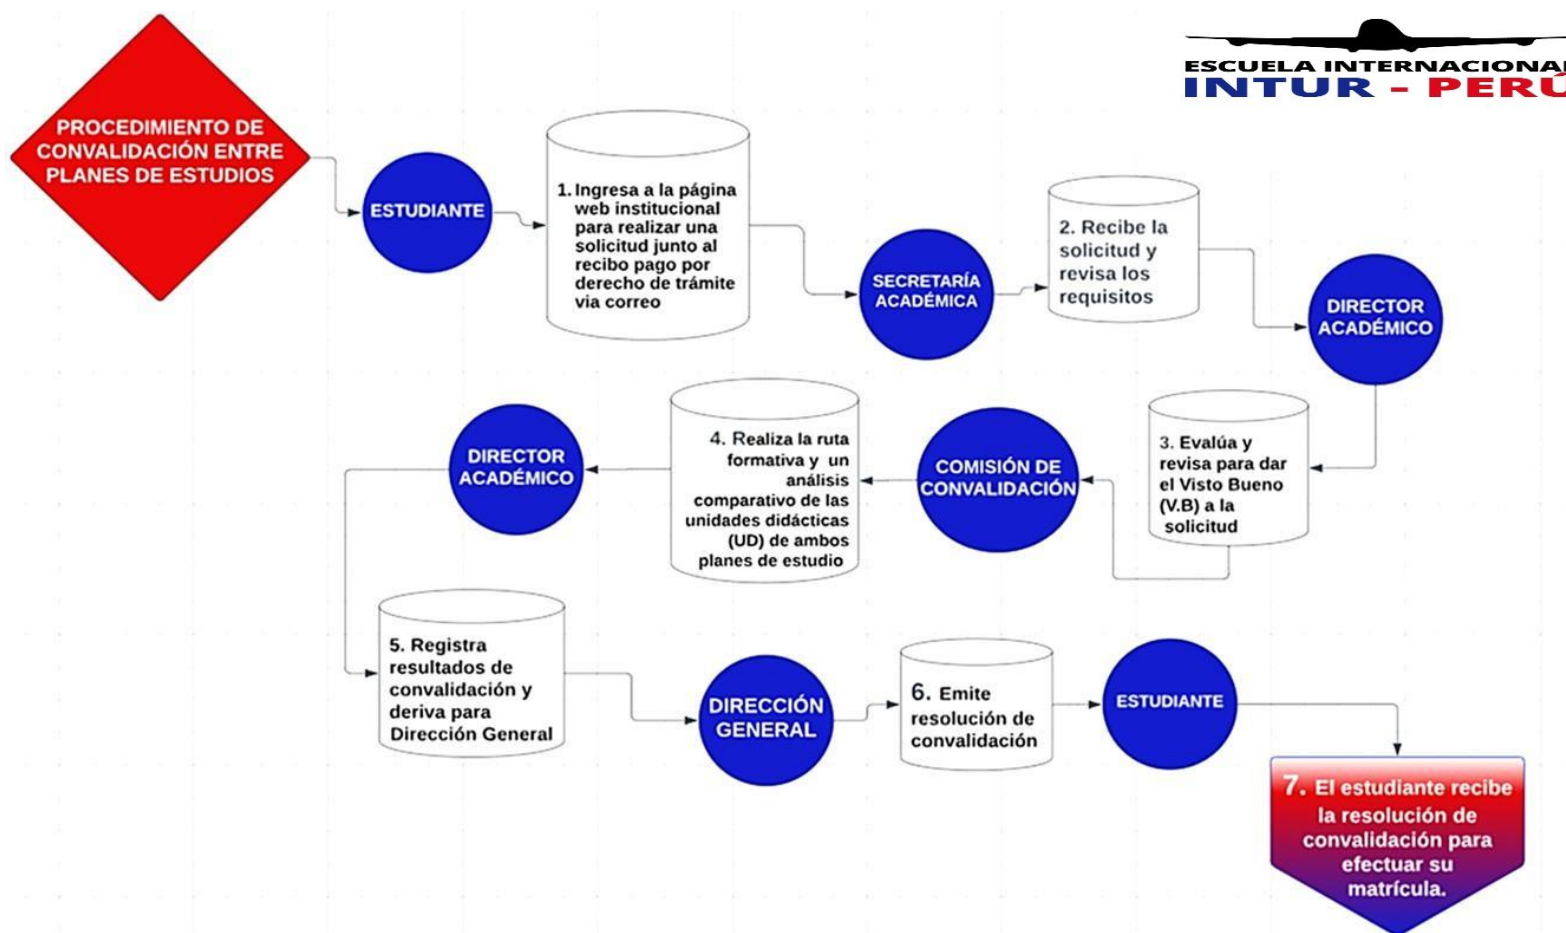 ESCUELA INTERNACIONAL
INTUR - PERÚ
PROCEDIMIENTO DE
CONVALIDACIÓN ENTRE
PLANES DE ESTUDIOS
ESTUDIANTE
1. Ingresa a la página
web institucional
para realizar una
solicitud junto al
recibo pago por
derecho de trámite
via correo
SECRETARÍA
ACADÉMICA
2. Recibe la
solicitud y
revisa los
requisitos
DIRECTOR
ACADÉMICO
3. Evalúa y
revisa para dar
el Visto Bueno
(V.B) a la
solicitud
COMISIÓN DE
CONVALIDACIÓN
4. Realiza la ruta
formativa y un
análisis
comparativo de las
unidades didácticas
(UD) de ambos
planes de estudio
DIRECTOR
ACADÉMICO
5. Registra
resultados de
convalidación y
deriva para
Dirección General
DIRECCIÓN
GENERAL
6. Emite
resolución de
convalidación
ESTUDIANTE
7. El estudiante recibe
la resolución de
convalidación para
efectuar su
matrícula.